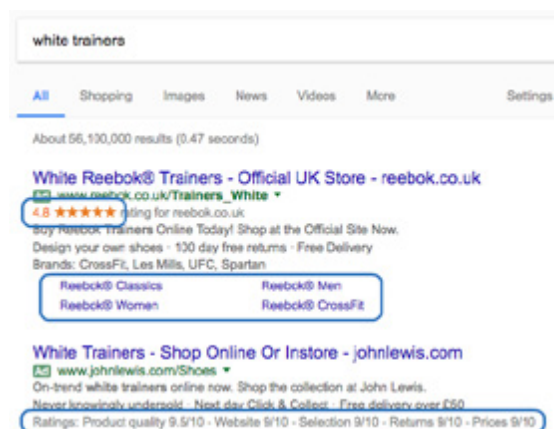 white trainers
All Shopping Images News Videos More Settings
About 56,100,000 results (0.47 seconds)
White Reebok® Trainers - Official UK Store - reebok.co.uk
Ad www.reebok.co.uk/Trainers_White
4.8 ★★★★★ rating for reebok.co.uk
Buy Reebok Trainers Online Today! Shop at the Official Site Now.
Design your own shoes · 100 day free returns · Free Delivery
Brands: CrossFit, Les Mills, UFC, Spartan
Reebok® Classics Reebok® Men
Reebok® Women Reebok® CrossFit
White Trainers - Shop Online Or Instore - johnlewis.com
Ad www.johnlewis.com/Shoes
On-trend white trainers online now. Shop the collection at John Lewis.
Never knowingly undersold · Next day Click & Collect · Free delivery over £50
Ratings: Product quality 9.5/10 - Website 9/10 - Selection 9/10 - Returns 9/10 - Prices 9/10